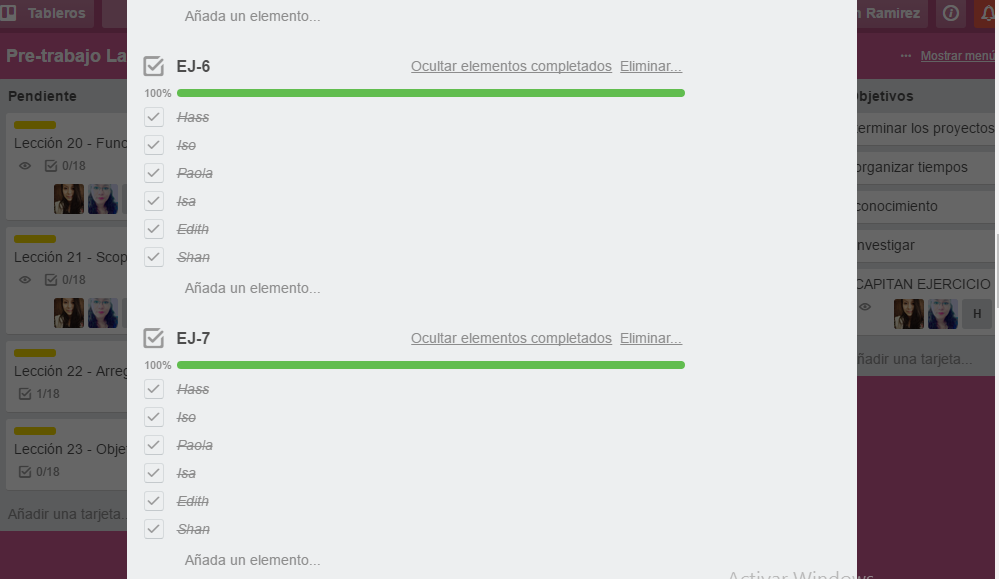 Tableros
Ramirez
Pre-trabajo La
Mostrar menú
Pendiente
Lección 20 - Func
0/18
Lección 21 - Scop
0/18
Lección 22 - Arreg
1/18
Lección 23 - Obje
0/18
Añadir una tarjeta...
Añada un elemento...
EJ-6
Ocultar elementos completados Eliminar...
100%
Hass
Iso
Paola
Isa
Edith
Shan
Añada un elemento...
EJ-7
Ocultar elementos completados Eliminar...
100%
Hass
Iso
Paola
Isa
Edith
Shan
Añada un elemento...
Objetivos
terminar los proyectos
organizar tiempos
conocimiento
nvestigar
CAPITAN EJERCICIO
H
ñadir una tarjeta...
Activar Windows